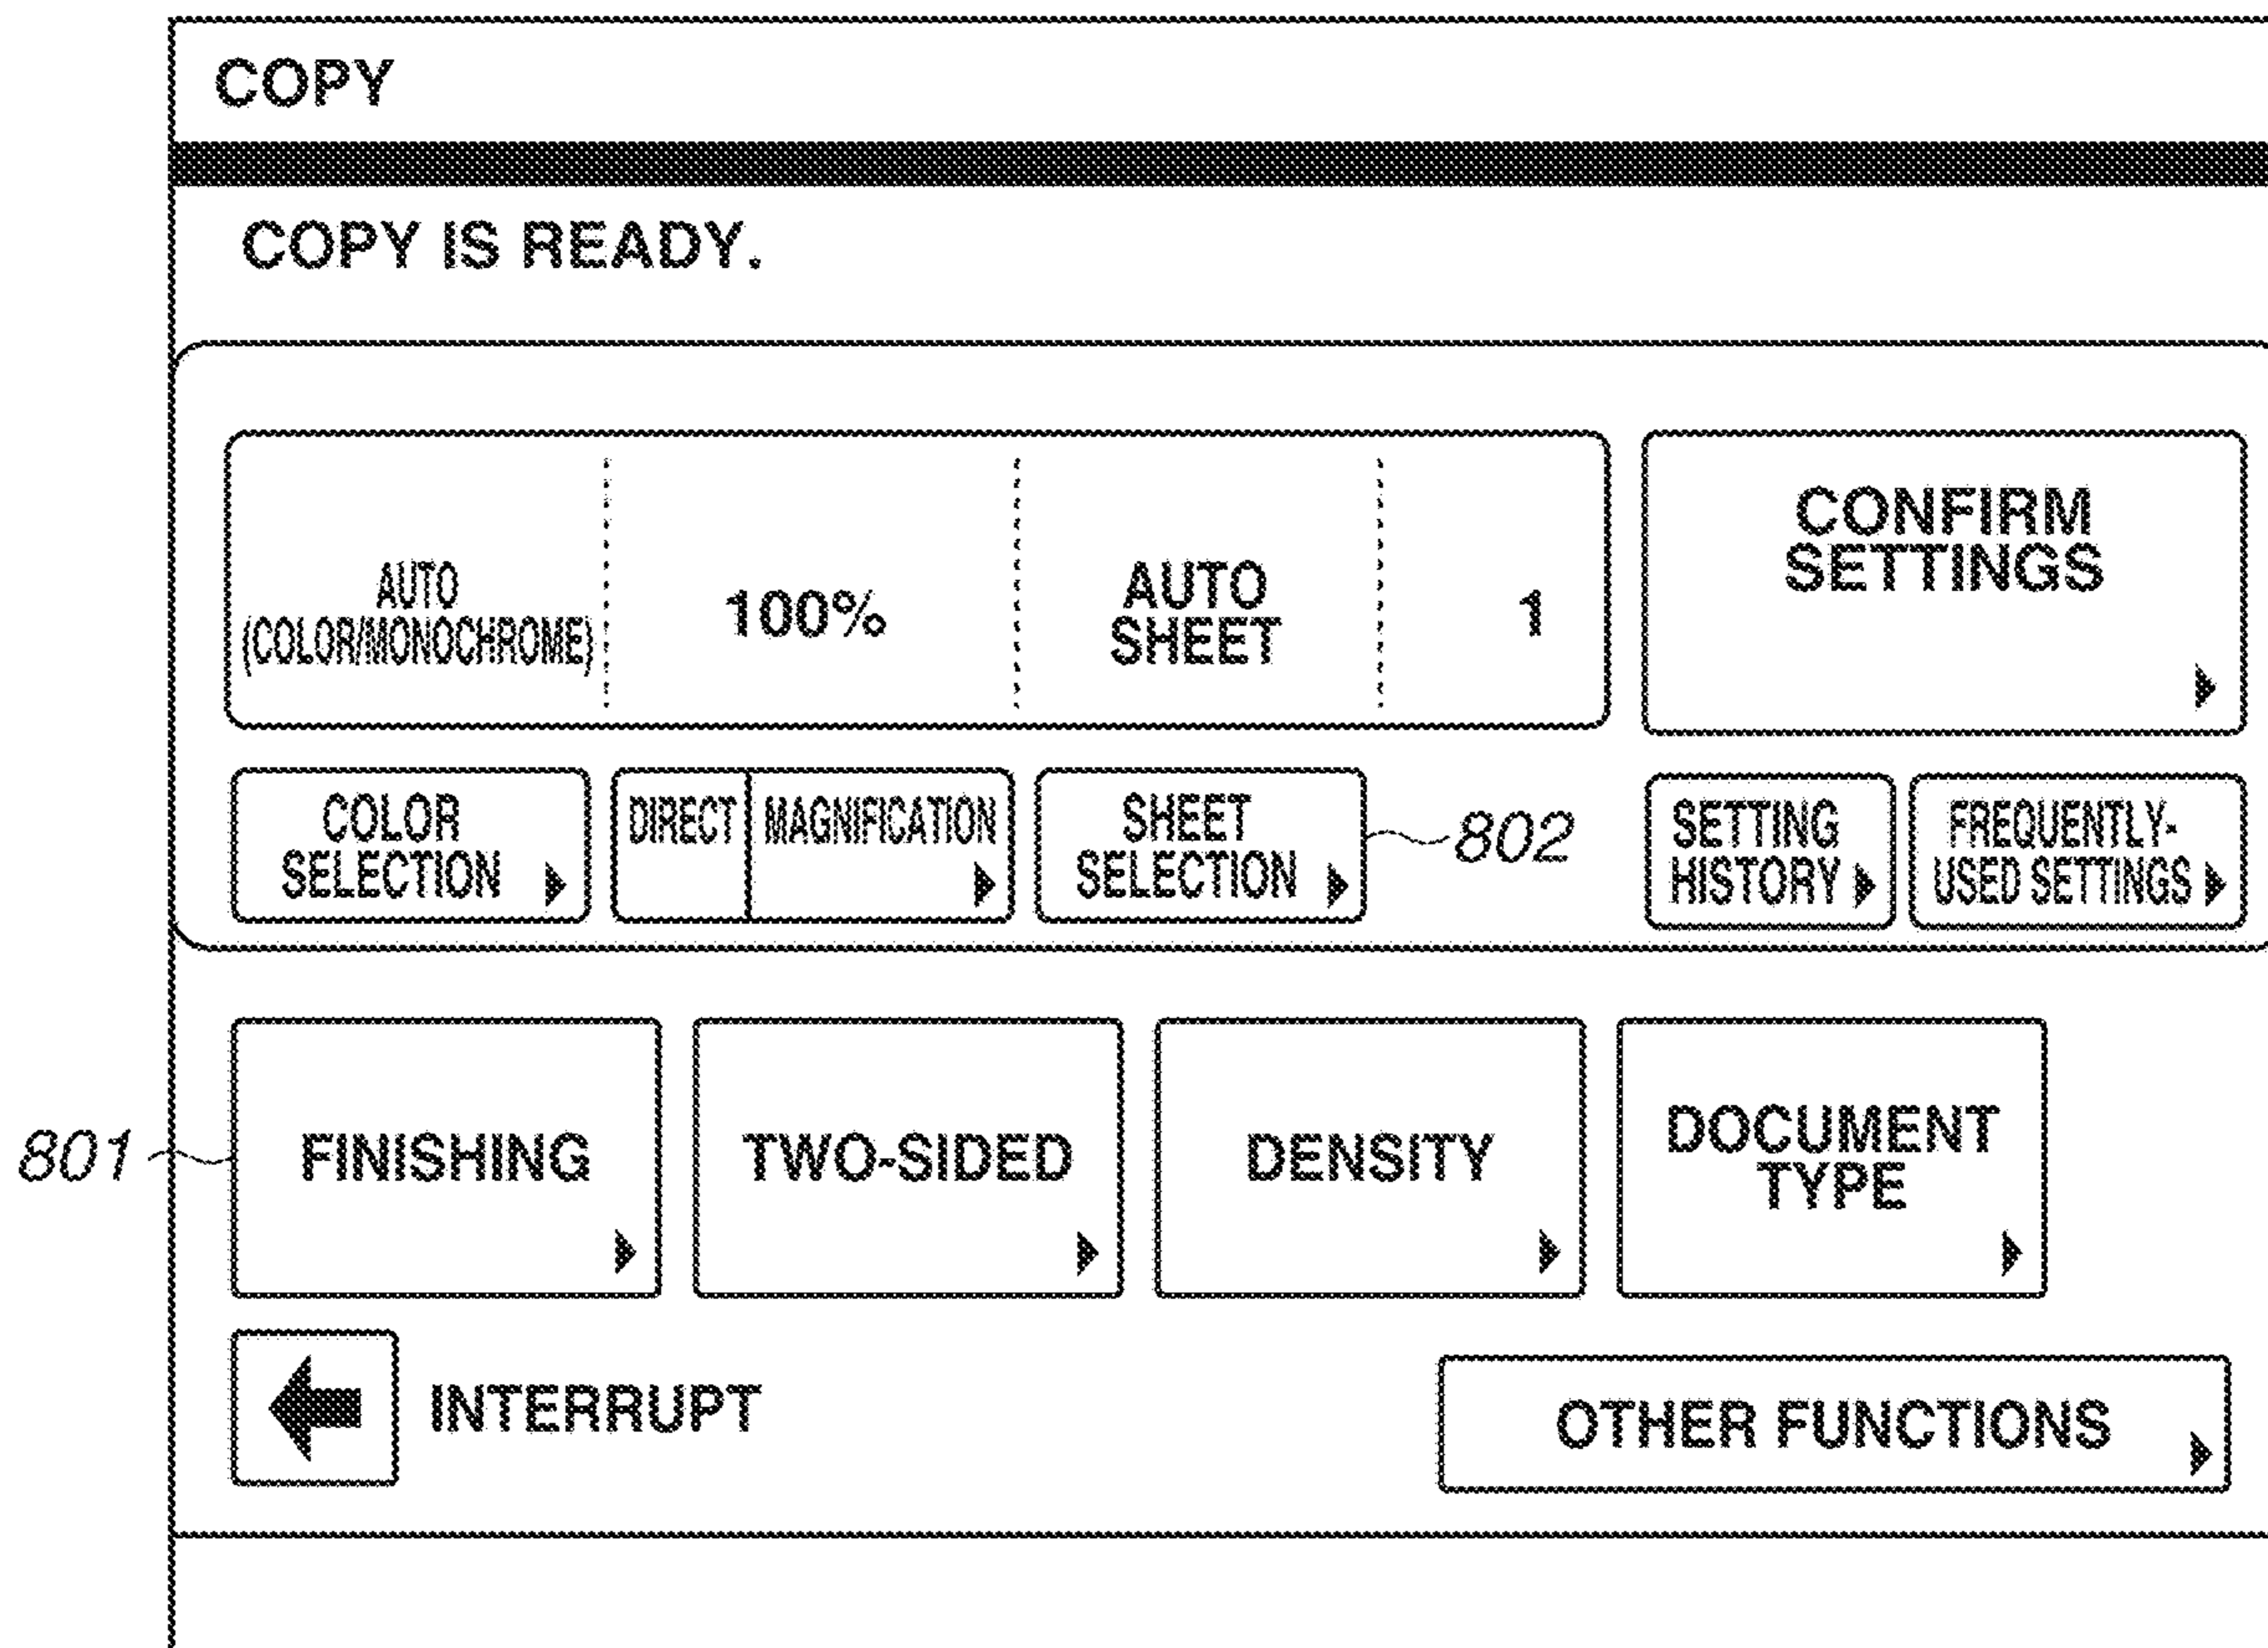 COPY
COPY IS READY.
AUTO
(COLOR/MONOCHROME)
100%
AUTO
SHEET
1
CONFIRM
SETTINGS
COLOR
SELECTION
DIRECT
MAGNIFICATION
SHEET
SELECTION
802
SETTING
HISTORY
FREQUENTLY-
USED SETTINGS
801
FINISHING
TWO-SIDED
DENSITY
DOCUMENT
TYPE
INTERRUPT
OTHER FUNCTIONS